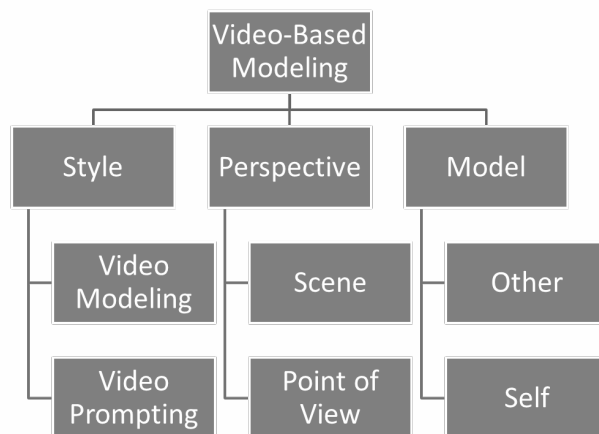 Video-Based
Modeling
Style
Perspective
Model
Video
Modeling
Scene
Other
Video
Prompting
Point of
View
Self